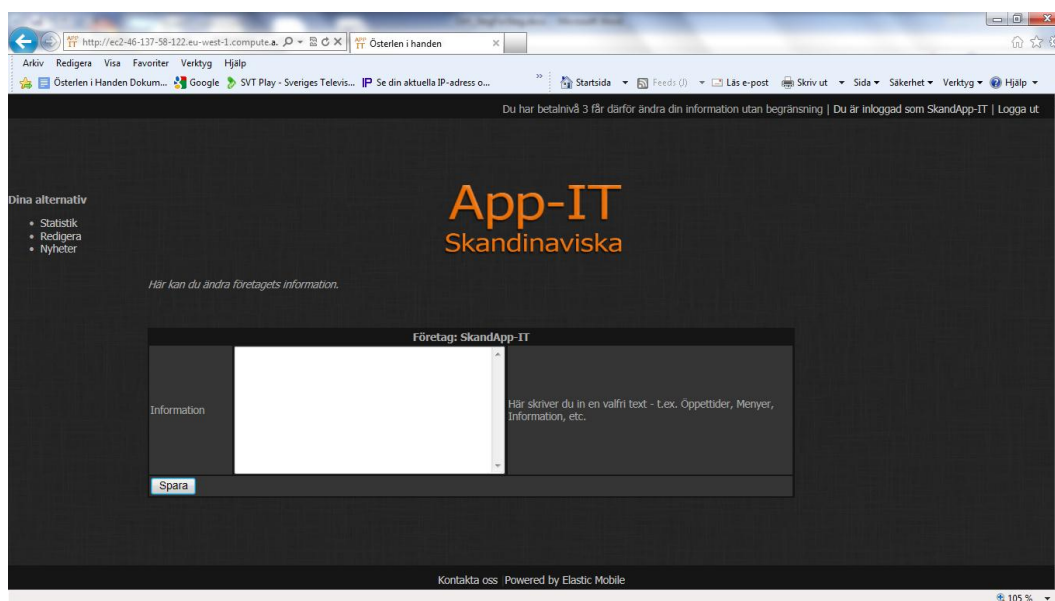 http://ec2-46-137-58-122.eu-west-1.compute.a.
Österlen i handen
Arkiv Redigera Visa Favoriter Verktyg Hjälp
Österlen i Handen Dokum... Google SVT Play - Sveriges Televis... IP Se din aktuella IP-adress o... » Startsida Feeds (J) Läs e-post Skriv ut Sida Säkerhet Verktyg Hjälp
Du har betalnivå 3 får därför ändra din information utan begränsning | Du är inloggad som SkandApp-IT | Logga ut
App-IT
Skandinaviska
Dina alternativ
Statistik
Redigera
Nyheter
Här kan du ändra företagets information.
Företag: SkandApp-IT
Information
Här skriver du in en valfri text - t.ex. Öppettider, Menyer,
Information, etc.
Spara
Kontakta oss |Powered by Elastic Mobile
105 %